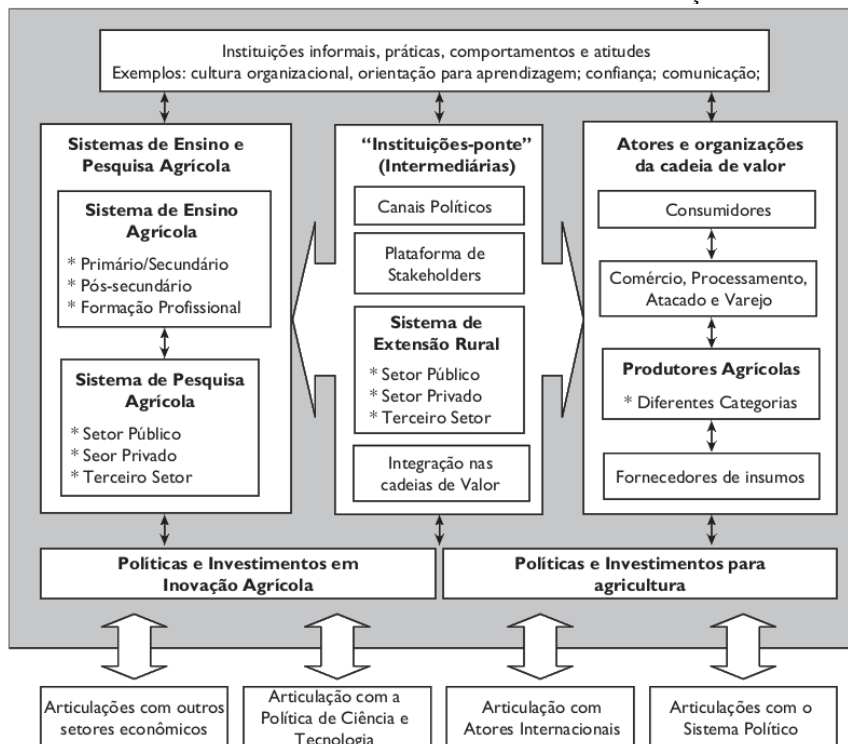 Instituições informais, práticas, comportamentos e atitudes
Exemplos: cultura organizacional, orientação para aprendizagem; confiança; comunicação;
Sistemas de Ensino e
Pesquisa Agrícola
Sistema de Ensino
Agrícola
* Primário/Secundário
* Pós-secundário
* Formação Profissional
Sistema de Pesquisa
Agrícola
* Setor Público
* Seor Privado
* Terceiro Setor
“Instituições-ponte”
(Intermediárias)
Canais Políticos
Plataforma de
Stakeholders
Sistema de
Extensão Rural
* Setor Público
* Setor Privado
* Terceiro Setor
Integração nas
cadeias de Valor
Atores e organizações
da cadeia de valor
Consumidores
Comércio, Processamento,
Atacado e Varejo
Produtores Agrícolas
* Diferentes Categorias
Fornecedores de insumos
Políticas e Investimentos em
Inovação Agrícola
Políticas e Investimentos para
agricultura
Articulações com outros
setores econômicos
Articulação com a
Política de Ciência e
Tecnologia
Articulação com
Atores Internacionais
Articulações com o
Sistema Político